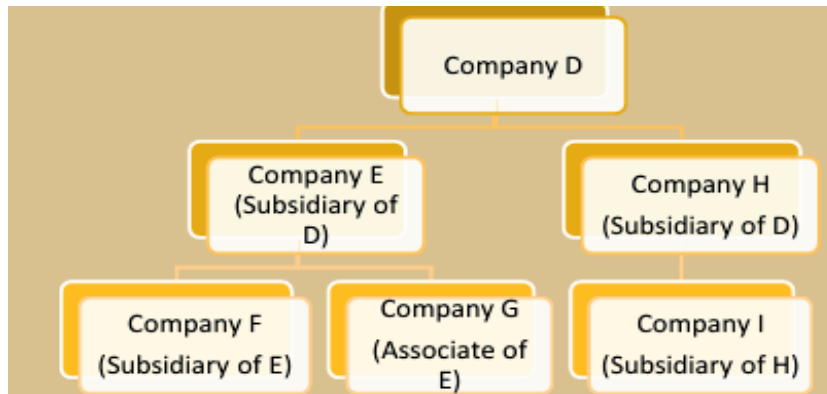 Company D
Company E
(Subsidiary of
D)
Company H
(Subsidiary of D)
Company F
(Subsidiary of E)
Company G
(Associate of
E)
Company I
(Subsidiary of H)